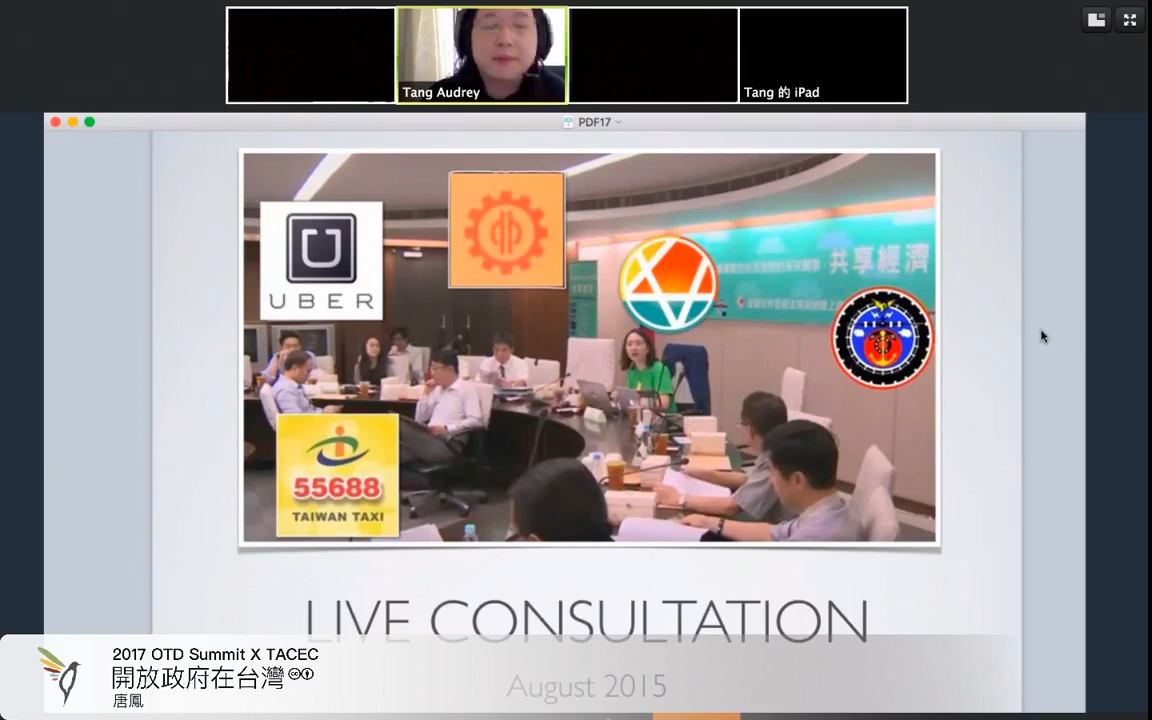 Tang Audrey
Tang 的 iPad
PDF17
UBER
共享經濟
55688
TAIWAN TAXI
LIVE CONSULTATION
August 2015
2017 OTD Summit X TACEC
開放政府在台灣
唐鳳